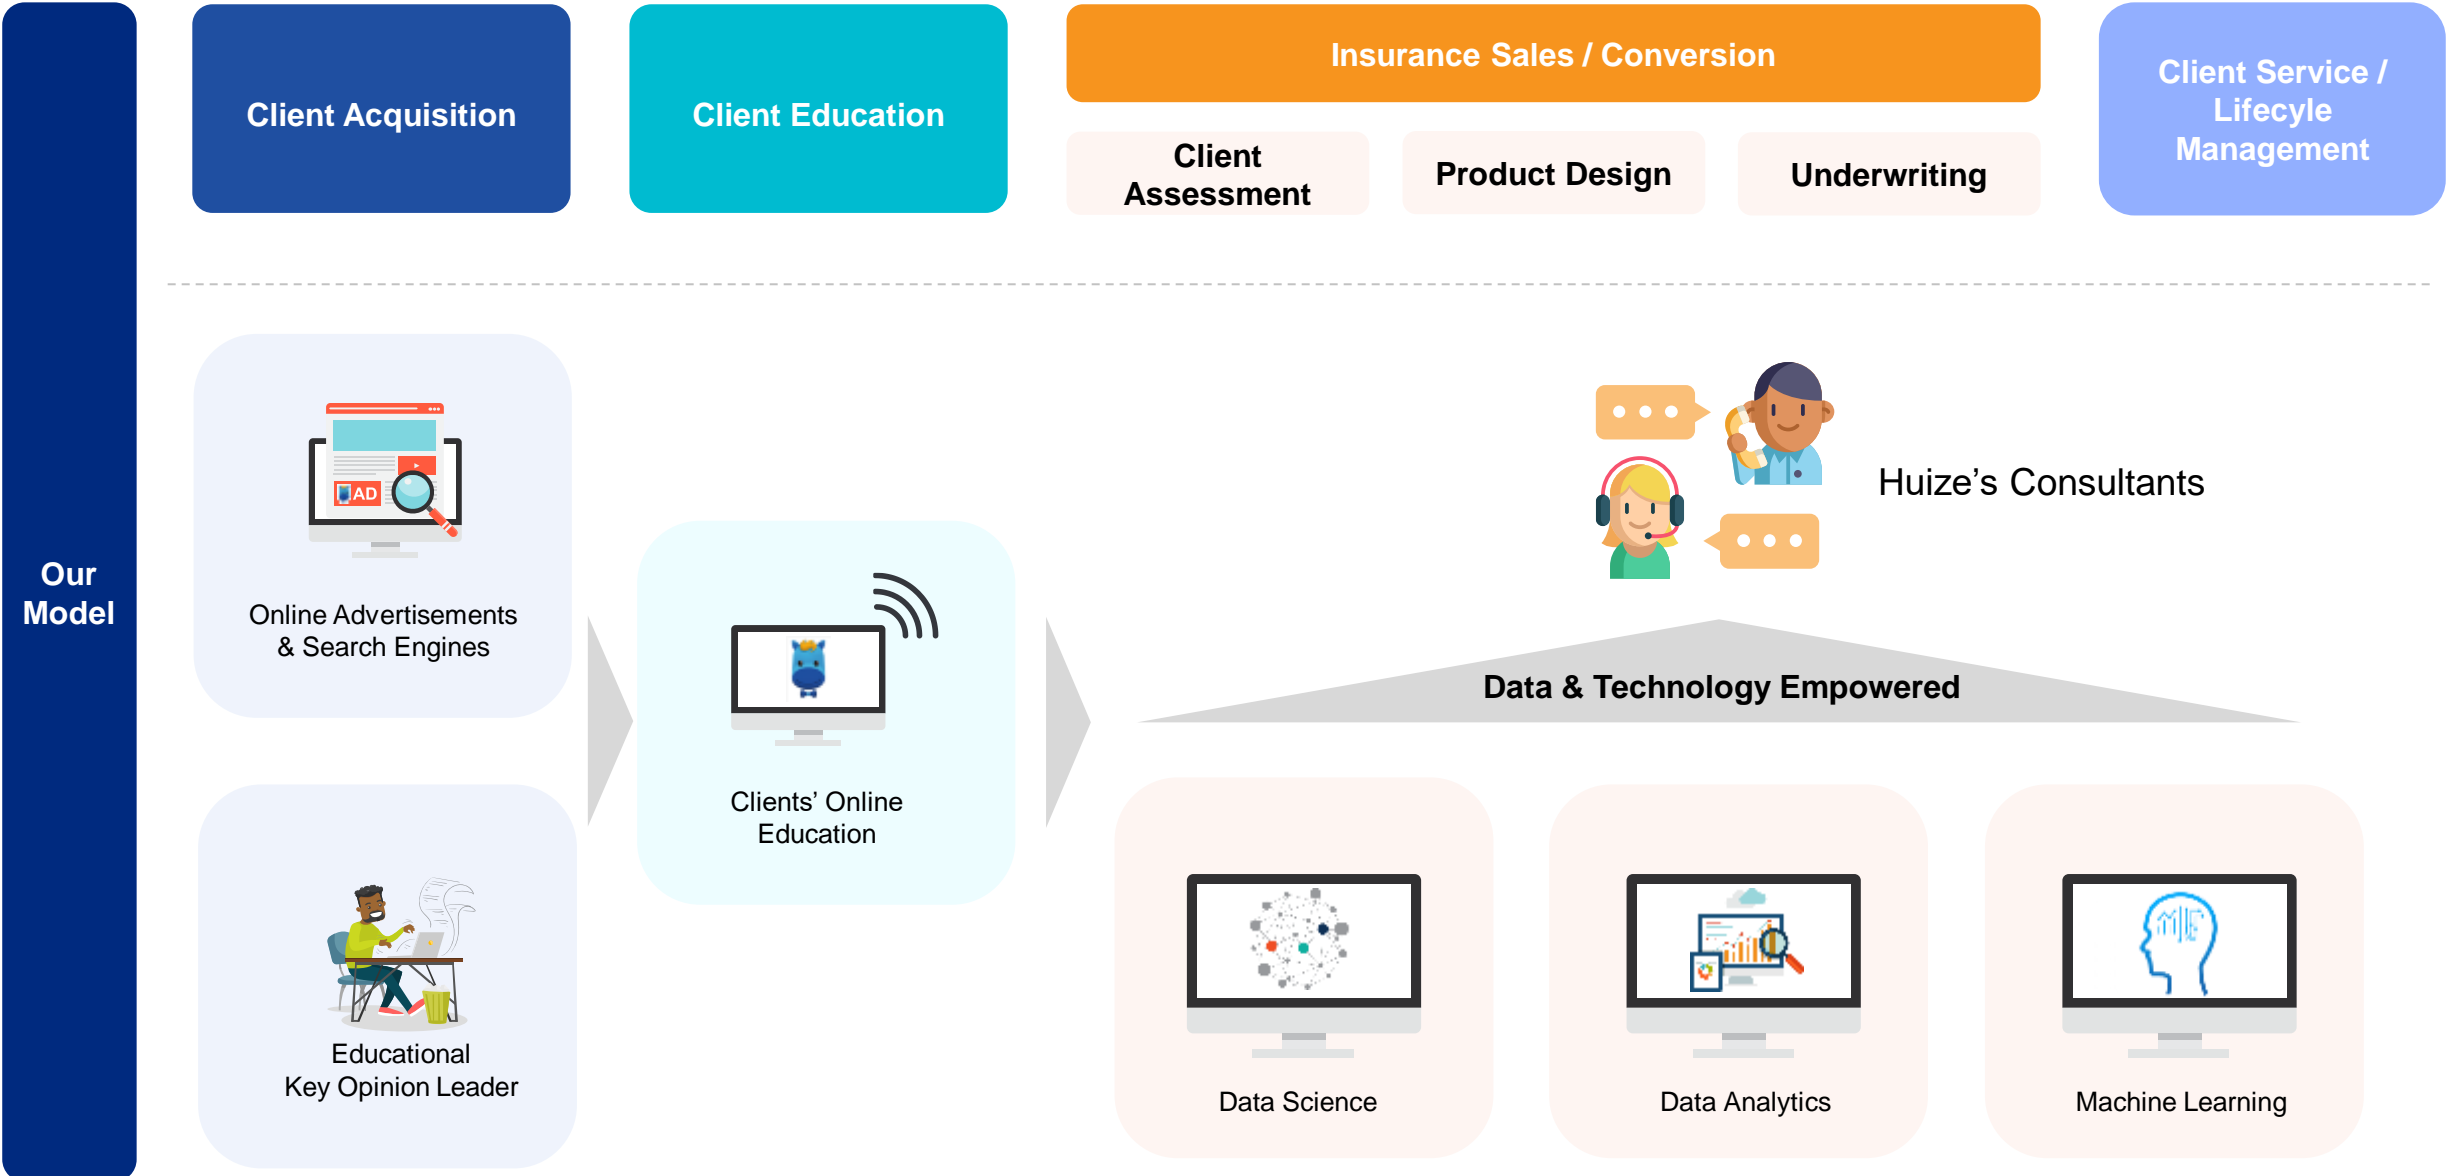 Client Acquisition
Client Education
Insurance Sales / Conversion
Client
Assessment
Product Design
Underwriting
Client Service /
Lifecyle
Management
Our
Model
AD
Online Advertisements
& Search Engines
Educational
Key Opinion Leader
Clients’ Online
Education
Huize’s Consultants
Data & Technology Empowered
Data Science
Data Analytics
Machine Learning